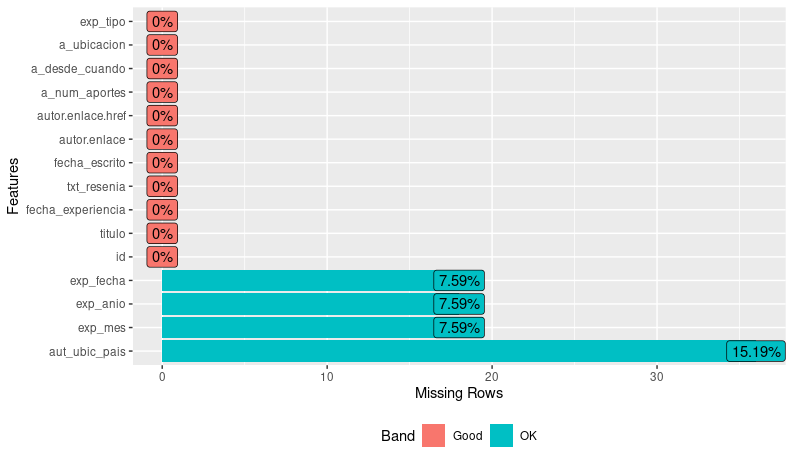 Features
exp_tipo 0%
a_ubicacion 0%
a_desde_cuando 0%
a_num_aportes 0%
autor.enlace.href 0%
autor.enlace 0%
fecha_escrito 0%
txt_resenia 0%
fecha_experiencia 0%
titulo 0%
id 0%
exp_fecha 7.59%
exp_anio 7.59%
exp_mes 7.59%
aut_ubic_pais 15.19%
0 10 20 30
Missing Rows
Band Good OK